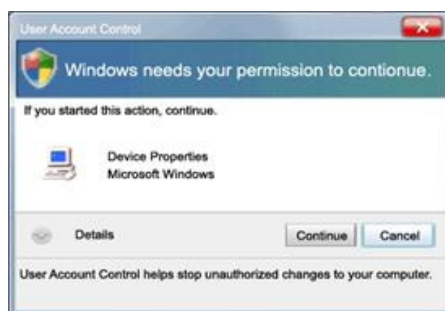 User Account Control
Windows needs your permission to contionue.
If you started this action, continue.
Device Properties
Microsoft Windows
Details
Continue
Cancel
User Account Control helps stop unauthorized changes to your computer.